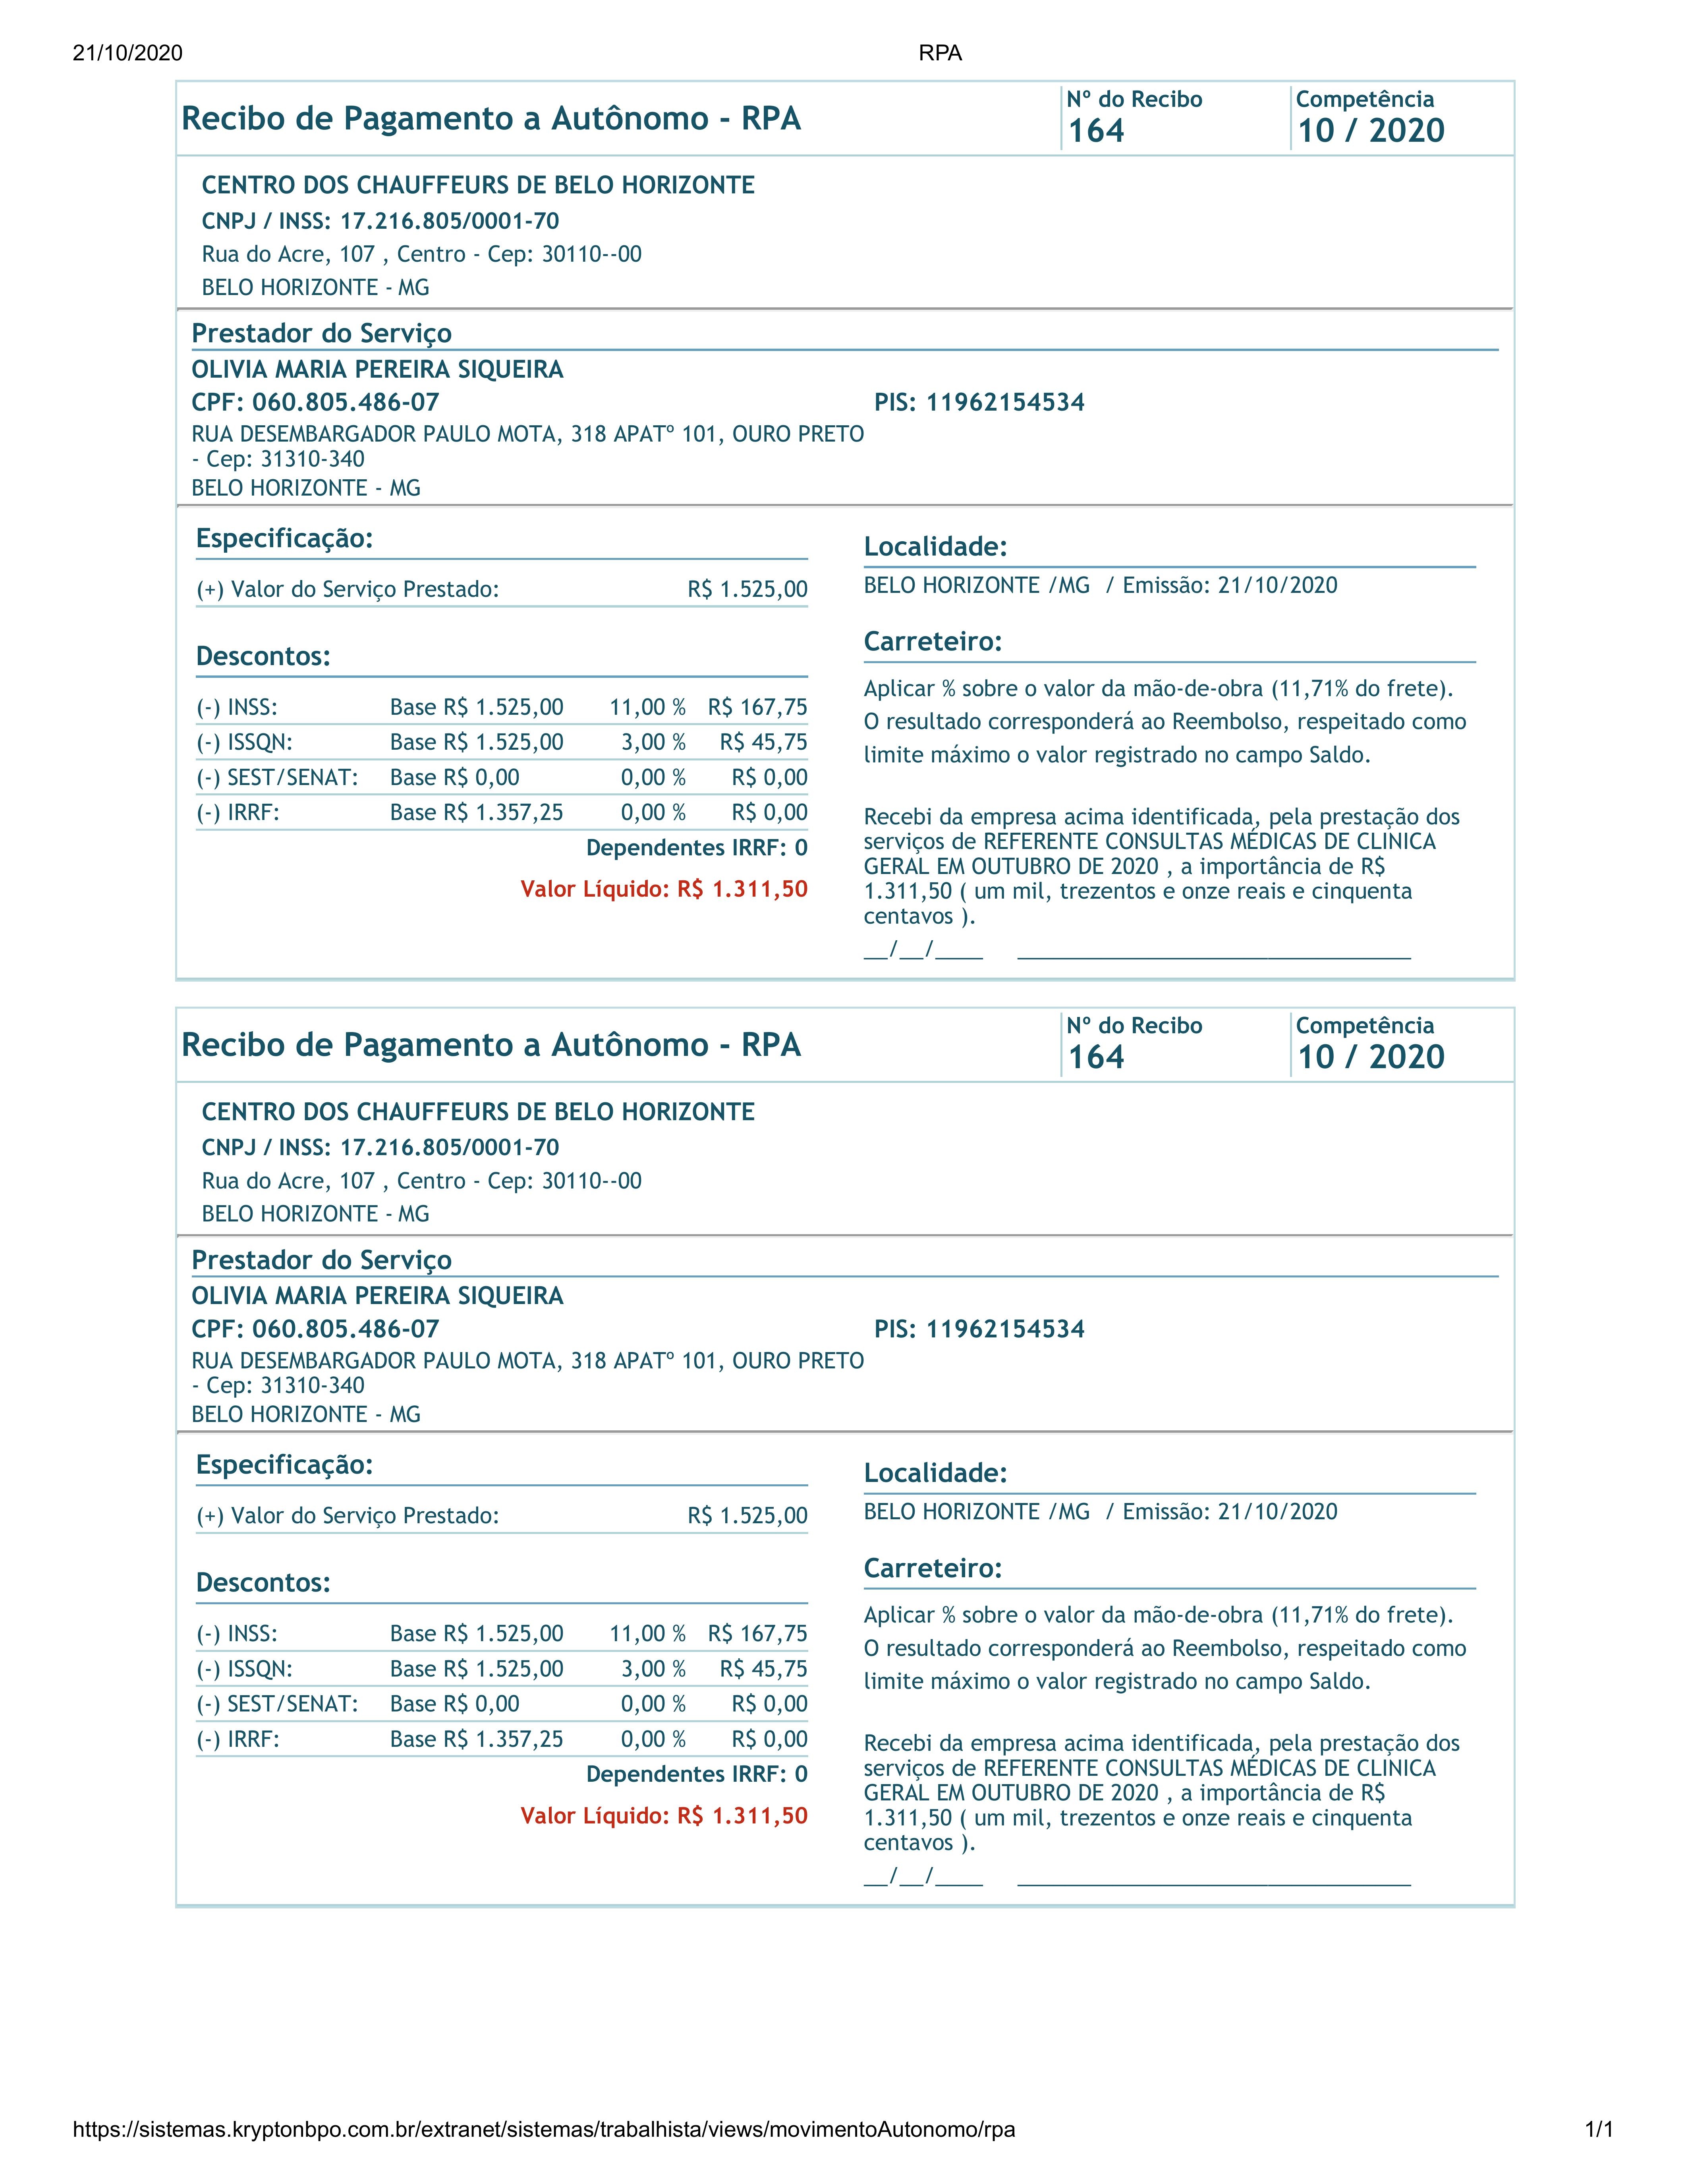 21/10/2020 RPA
Recibo de Pagamento a Autônomo - RPA
Nº do Recibo
164
Competência
10 / 2020
CENTRO DOS CHAUFFEURS DE BELO HORIZONTE
CNPJ / INSS: 17.216.805/0001-70
Rua do Acre, 107 , Centro - Cep: 30110--00
BELO HORIZONTE - MG
Prestador do Serviço
OLIVIA MARIA PEREIRA SIQUEIRA
CPF: 060.805.486-07 PIS: 11962154534
RUA DESEMBARGADOR PAULO MOTA, 318 APATº 101, OURO PRETO
- Cep: 31310-340
BELO HORIZONTE - MG
Especificação:
(+) Valor do Serviço Prestado: R$ 1.525,00
Descontos:
(-) INSS: Base R$ 1.525,00 11,00 % R$ 167,75
(-) ISSQN: Base R$ 1.525,00 3,00 % R$ 45,75
(-) SEST/SENAT: Base R$ 0,00 0,00 % R$ 0,00
(-) IRRF: Base R$ 1.357,25 0,00 % R$ 0,00
Dependentes IRRF: 0
Valor Líquido: R$ 1.311,50
Localidade:
BELO HORIZONTE /MG / Emissão: 21/10/2020
Carreteiro:
Aplicar % sobre o valor da mão-de-obra (11,71% do frete).
O resultado corresponderá ao Reembolso, respeitado como
limite máximo o valor registrado no campo Saldo.
Recebi da empresa acima identificada, pela prestação dos
serviços de REFERENTE CONSULTAS MÉDICAS DE CLINICA
GERAL EM OUTUBRO DE 2020 , a importância de R$
1.311,50 ( um mil, trezentos e onze reais e cinquenta
centavos ).
__/__/____ _________________________________
Recibo de Pagamento a Autônomo - RPA
Nº do Recibo
164
Competência
10 / 2020
CENTRO DOS CHAUFFEURS DE BELO HORIZONTE
CNPJ / INSS: 17.216.805/0001-70
Rua do Acre, 107 , Centro - Cep: 30110--00
BELO HORIZONTE - MG
Prestador do Serviço
OLIVIA MARIA PEREIRA SIQUEIRA
CPF: 060.805.486-07 PIS: 11962154534
RUA DESEMBARGADOR PAULO MOTA, 318 APATº 101, OURO PRETO
- Cep: 31310-340
BELO HORIZONTE - MG
Especificação:
(+) Valor do Serviço Prestado: R$ 1.525,00
Descontos:
(-) INSS: Base R$ 1.525,00 11,00 % R$ 167,75
(-) ISSQN: Base R$ 1.525,00 3,00 % R$ 45,75
(-) SEST/SENAT: Base R$ 0,00 0,00 % R$ 0,00
(-) IRRF: Base R$ 1.357,25 0,00 % R$ 0,00
Dependentes IRRF: 0
Valor Líquido: R$ 1.311,50
Localidade:
BELO HORIZONTE /MG / Emissão: 21/10/2020
Carreteiro:
Aplicar % sobre o valor da mão-de-obra (11,71% do frete).
O resultado corresponderá ao Reembolso, respeitado como
limite máximo o valor registrado no campo Saldo.
Recebi da empresa acima identificada, pela prestação dos
serviços de REFERENTE CONSULTAS MÉDICAS DE CLINICA
GERAL EM OUTUBRO DE 2020 , a importância de R$
1.311,50 ( um mil, trezentos e onze reais e cinquenta
centavos ).
__/__/____ _________________________________
https://sistemas.kryptonbpo.com.br/extranet/sistemas/trabalhista/views/movimentoAutonomo/rpa 1/1